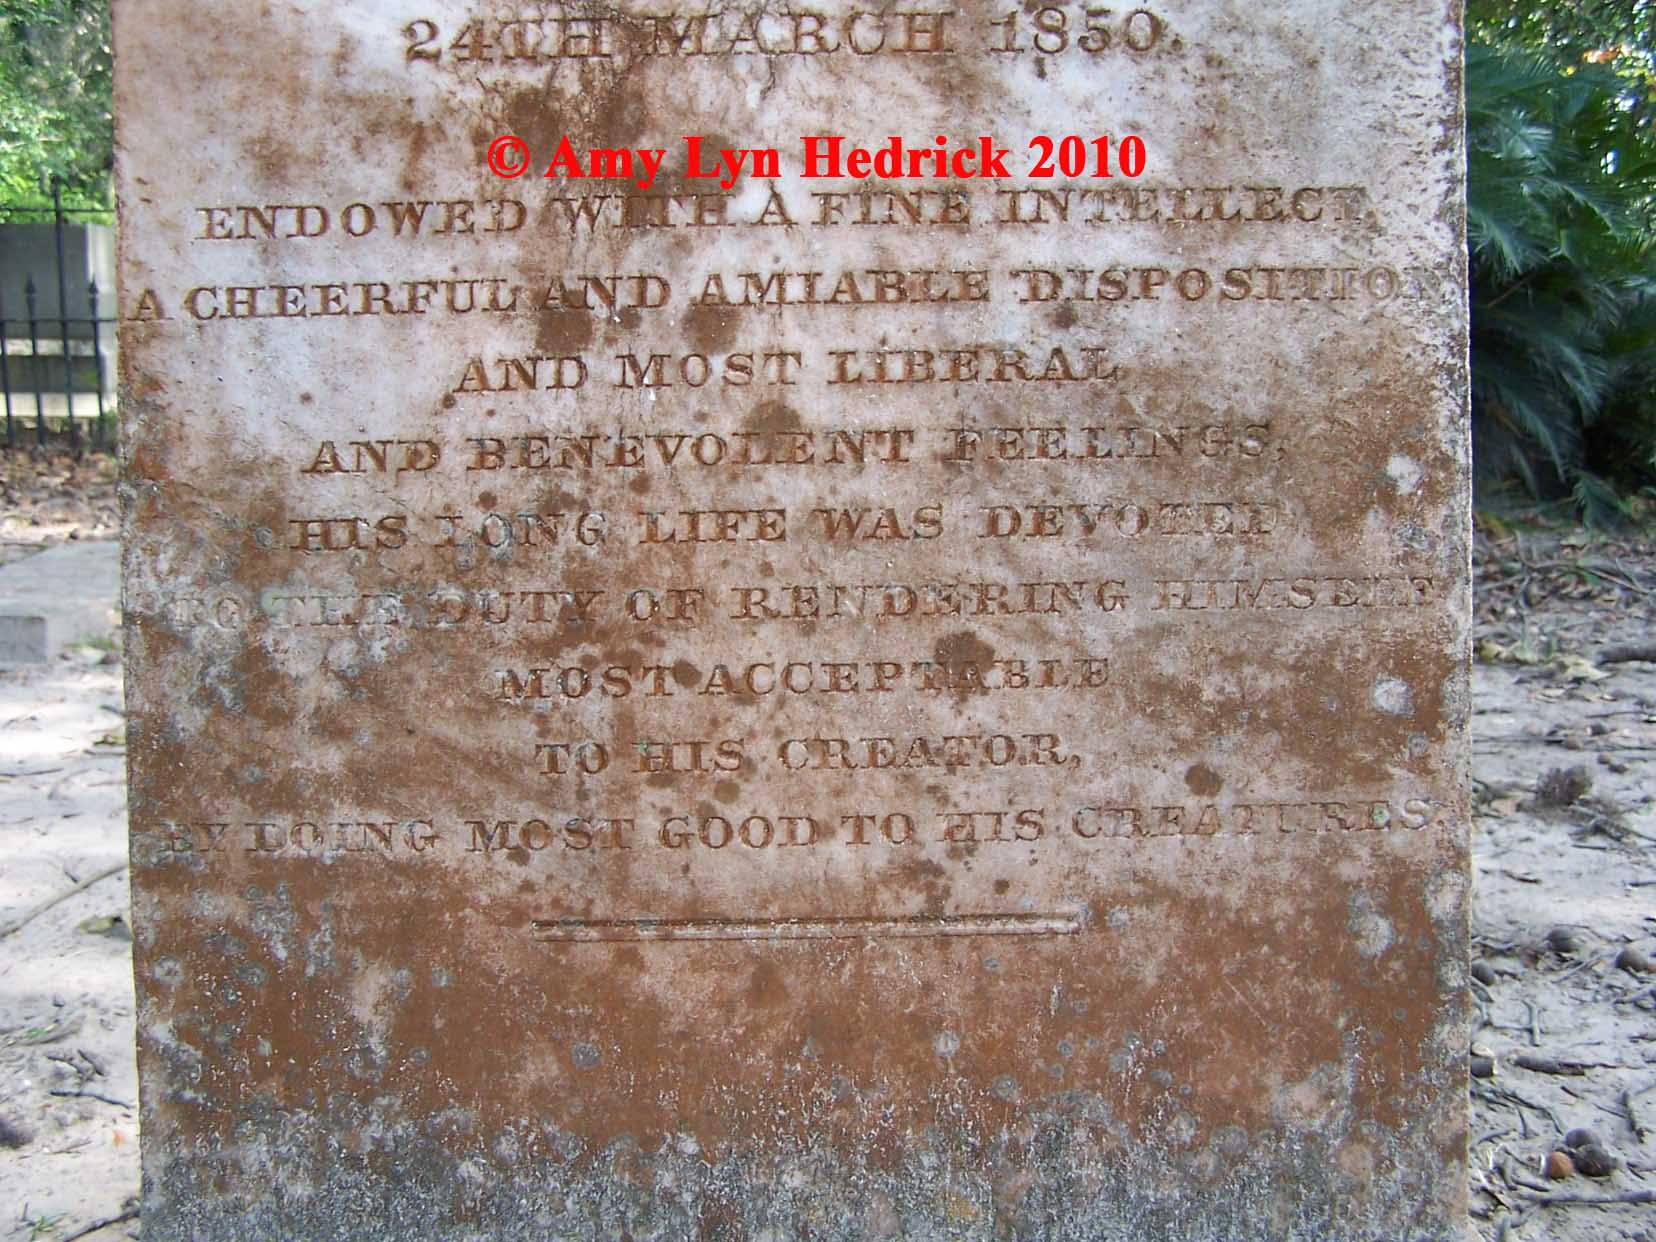 24TH MARCH 1850.
© Amy Lyn Hedrick 2010
ENDOWED WITH A FINE INTELLECT,
A CHEERFUL AND AMIABLE DISPOSITION
AND MOST LIBERAL
AND BENEVOLENT FEELINGS,
HIS LONG LIFE WAS DEVOTED
TO THE DUTY OF RENDERING HIMSELF
MOST ACCEPTABLE
TO HIS CREATOR,
BY DOING MOST GOOD TO HIS CREATURES.